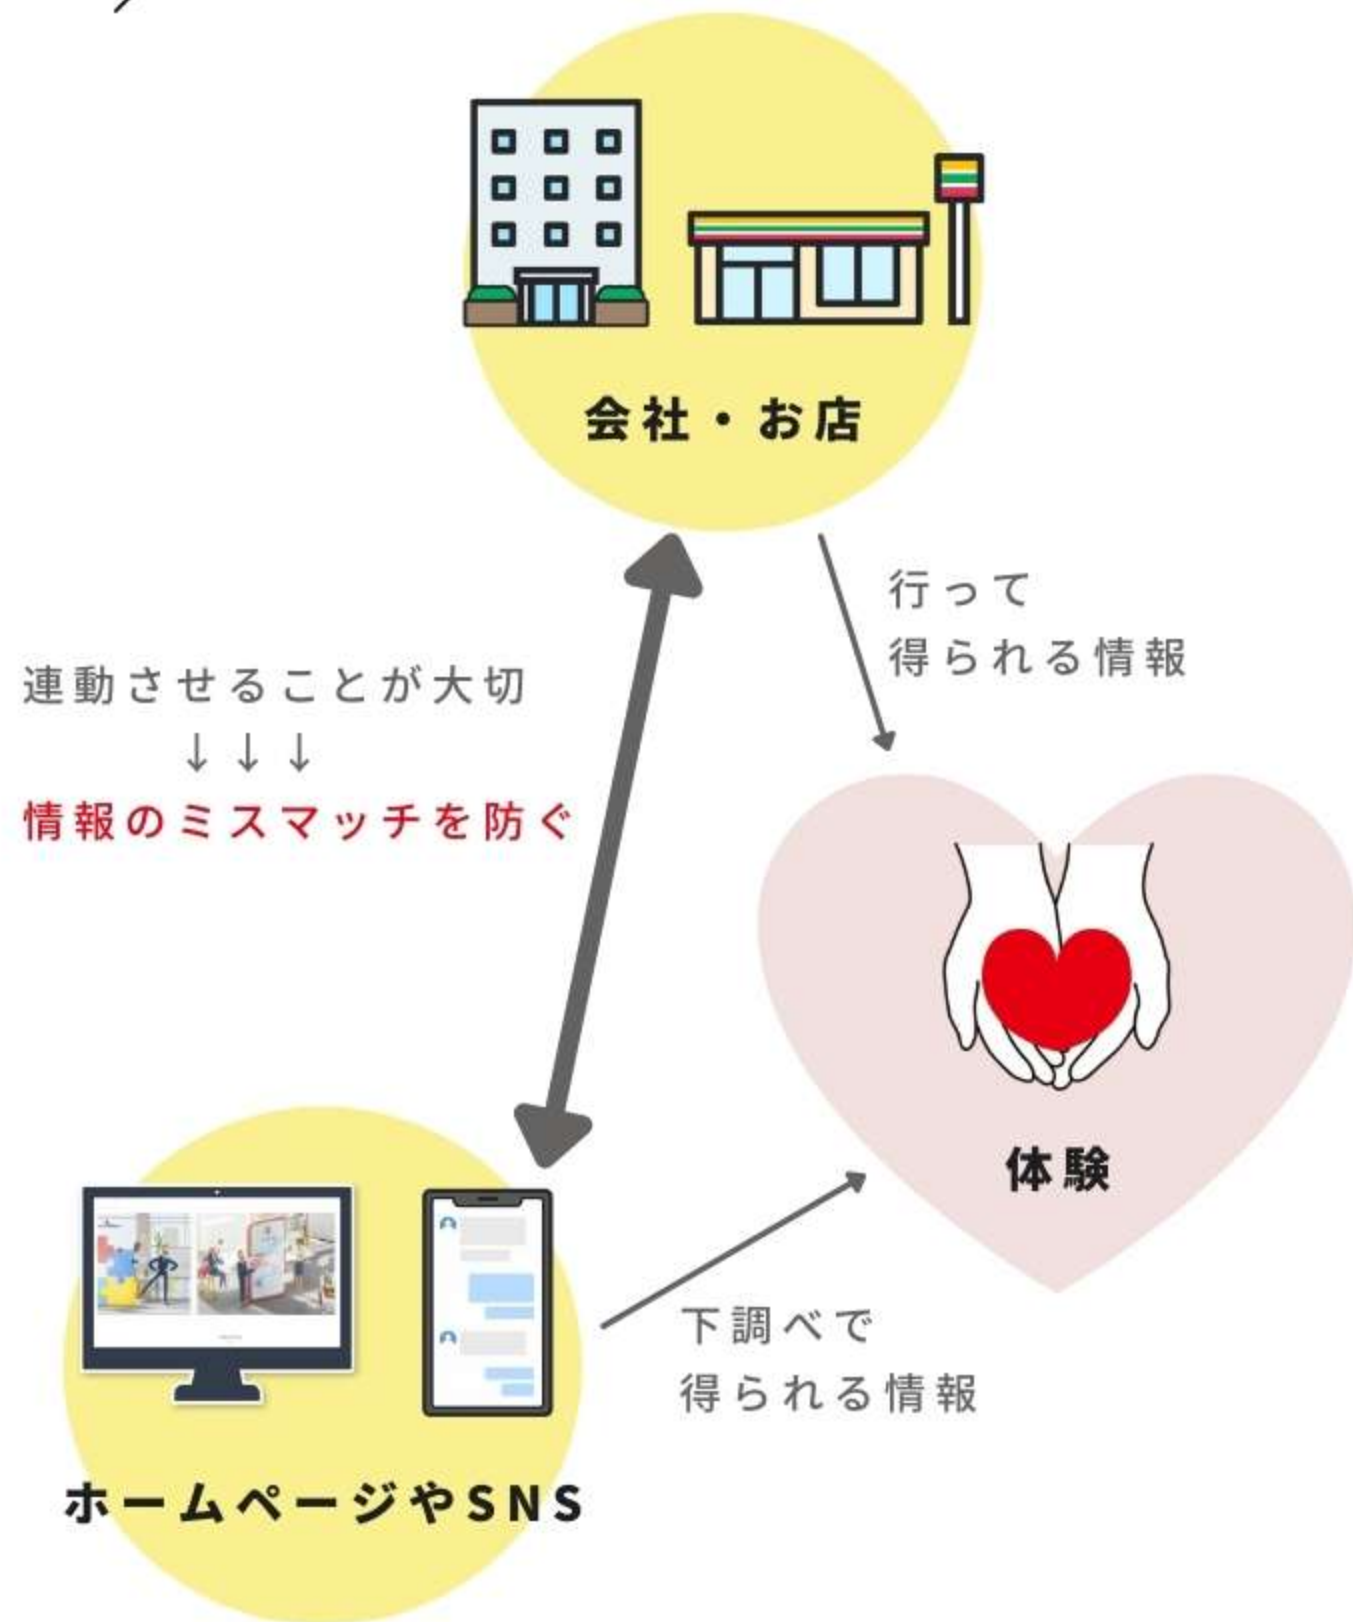 会社・お店
行って
得られる情報
連動させることが大切
↓↓↓
情報のミスマッチを防ぐ
体験
下調べで
得られる情報
ホームページやSNS